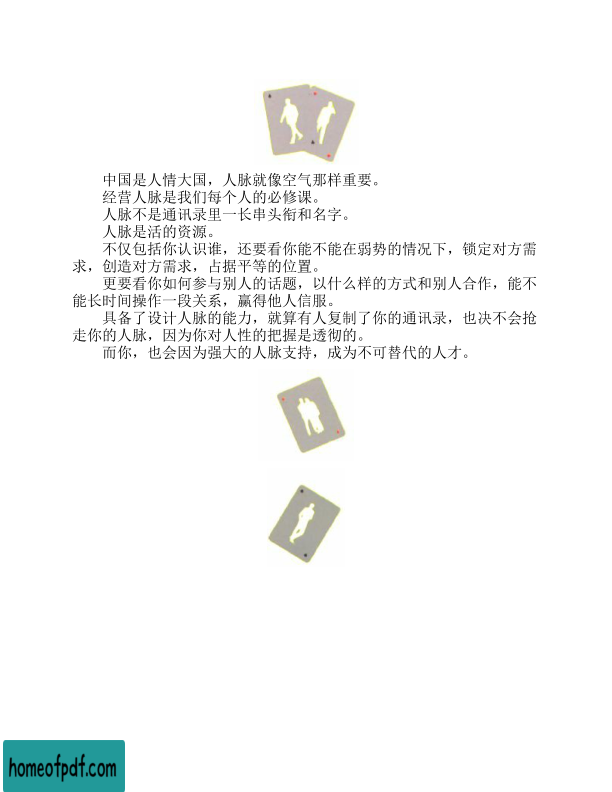 中国是人情大国，人脉就像空气那样重要。
经营人脉是我们每个人的必修课。
人脉不是通讯录里一长串头衔和名字。
人脉是活的资源。
不仅包括你认识谁，还要看你能不能在弱势的情况下，锁定对方需
求，创造对方需求，占据平等的位置。
更要看你如何参与别人的话题，以什么样的方式和别人合作，能不
能长时间操作一段关系，赢得他人信服。
具备了设计人脉的能力，就算有人复制了你的通讯录，也决不会抢
走你的人脉，因为你对人性的把握是透彻的。
而你，也会因为强大的人脉支持，成为不可替代的人才。
homeofpdf.com